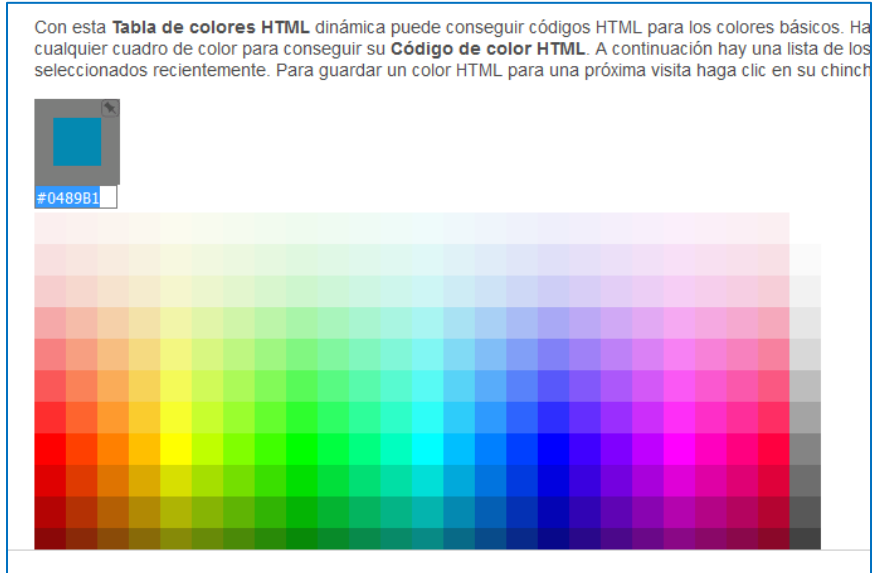 Con esta Tabla de colores HTML dinámica puede conseguir códigos HTML para los colores básicos. Ha
cualquier cuadro de color para conseguir su Código de color HTML. A continuación hay una lista de los
seleccionados recientemente. Para guardar un color HTML para una próxima visita haga clic en su chinch
#0489B1